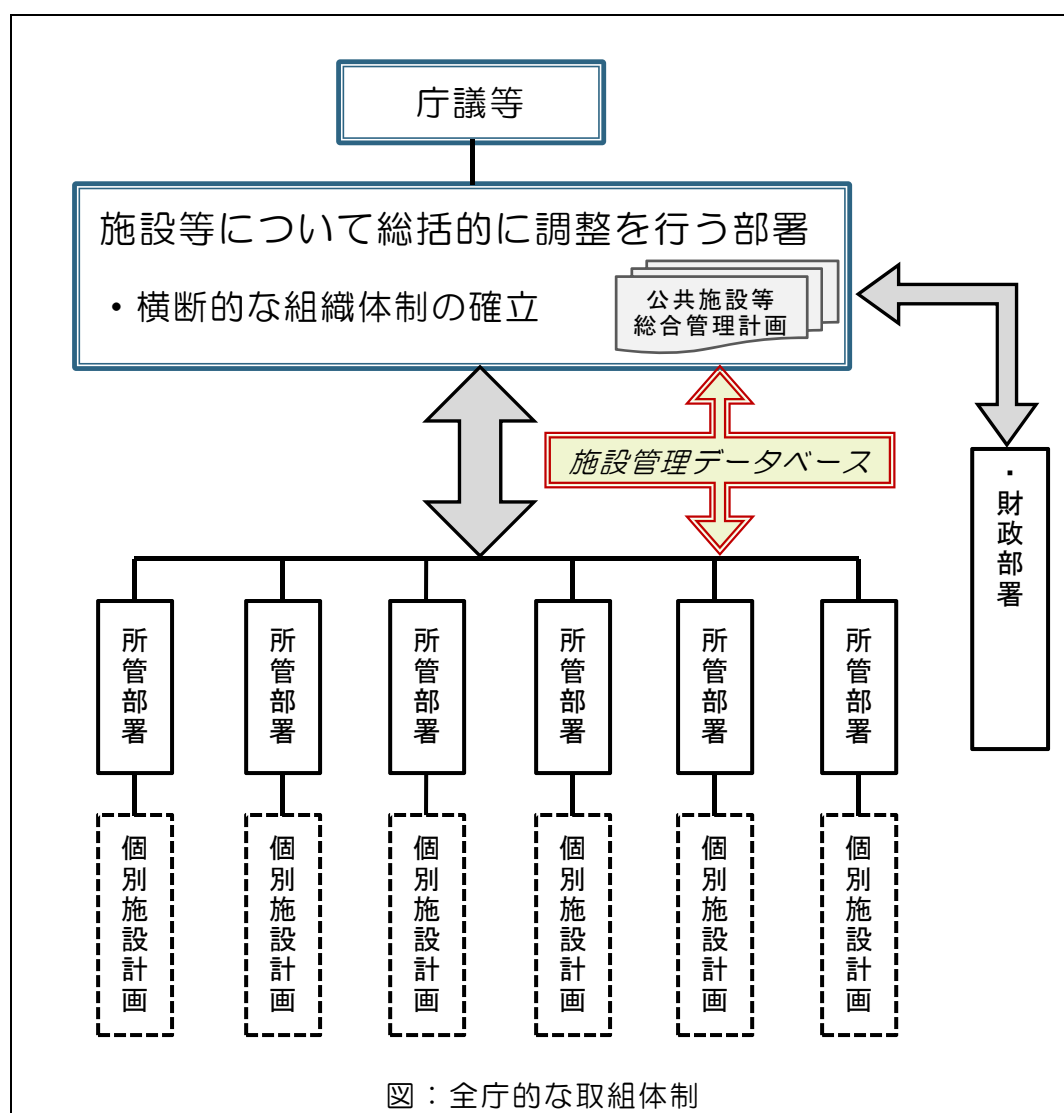 庁議等
施設等について総括的に調整を行う部署
・横断的な組織体制の確立
公共施設等
総合管理計画
施設管理データベース
・財政部署
所管部署
所管部署
所管部署
所管部署
所管部署
所管部署
個別施設計画
個別施設計画
個別施設計画
個別施設計画
個別施設計画
個別施設計画
図：全庁的な取組体制